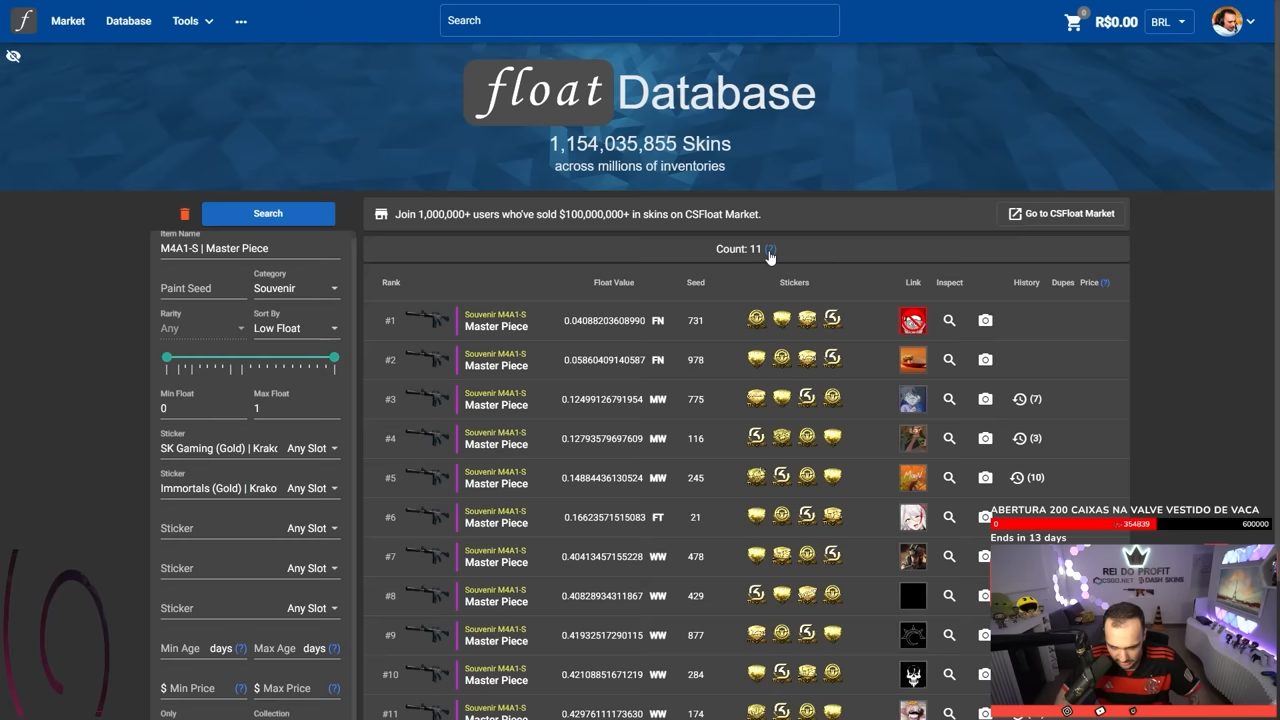 f Market Database Tools ••• Search 0 R$0.00 BRL
float Database
1,154,035,855 Skins
across millions of inventories
Search
Join 1,000,000+ users who've sold $100,000,000+ in skins on CSFloat Market. Go to CSFloat Market
Item Name
M4A1-S | Master Piece
Count: 11 (?)
Category
Paint Seed Souvenir
Rarity Sort By
Any Low Float
Min Float Max Float
0 1
Sticker
SK Gaming (Gold) | Krakc Any Slot
Sticker
Immortals (Gold) | Krako Any Slot
Sticker Any Slot
Sticker Any Slot
Sticker Any Slot
Min Age days (?) Max Age days (?)
$ Min Price (?) $ Max Price (?)
Only Collection
Rank Float Value Seed Stickers Link Inspect History Dupes Price (?)
#1 Souvenir M4A1-S Master Piece 0.04088203608990 FN 731
#2 Souvenir M4A1-S Master Piece 0.05860409140587 FN 978
#3 Souvenir M4A1-S Master Piece 0.12499126791954 MW 775 (7)
#4 Souvenir M4A1-S Master Piece 0.12793579697609 MW 116 (3)
#5 Souvenir M4A1-S Master Piece 0.14884436130524 MW 245 (10)
#6 Souvenir M4A1-S Master Piece 0.16623571515083 FT 21
#7 Souvenir M4A1-S Master Piece 0.40413457155228 WW 478
#8 Souvenir M4A1-S Master Piece 0.40828934311867 WW 429
#9 Souvenir M4A1-S Master Piece 0.41932517290115 WW 877
#10 Souvenir M4A1-S Master Piece 0.42108851671219 WW 284
#11 Souvenir M4A1-S Master Piece 0.42976111173630 WW 174
ABERTURA 200 CAIXAS NA VALVE VESTIDO DE VACA
0 354839 600000
Ends in 13 days
REI DO PROFIT
CSGO.NET DASH SKINS